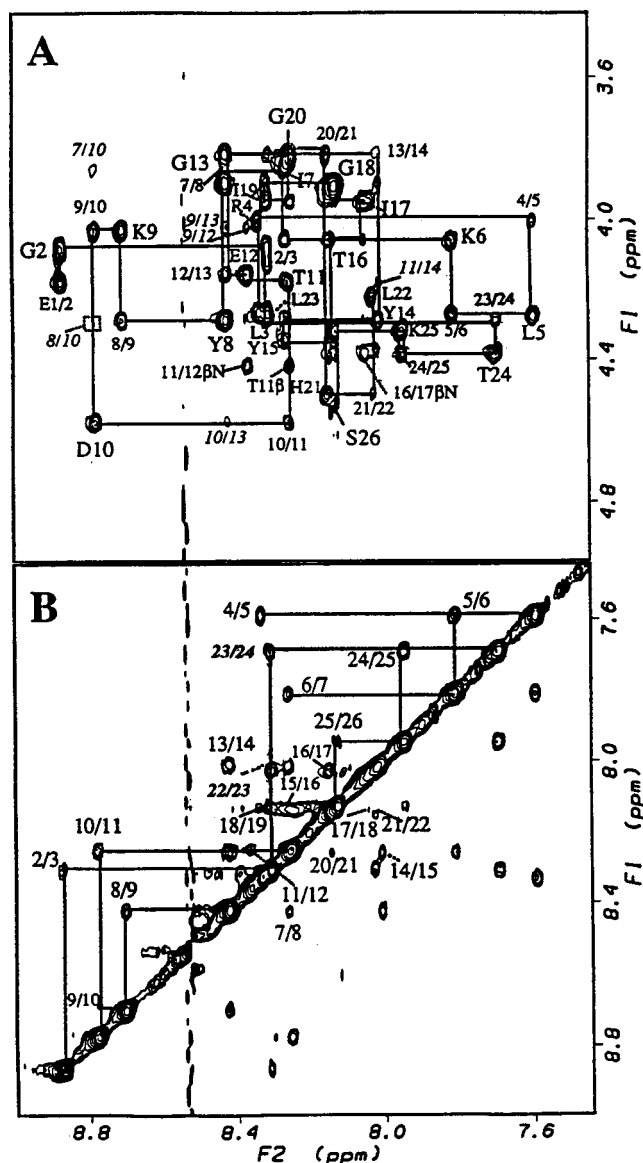 A
3.6
G20
20/21
13/14
7/10
G13
I7
G18
7/8
I19
9/10
R4
I17
4/5
9/13
K9
9/12
K6
4.0
G2
E12
2/3
T16
12/13
T11
11/14
E1/2
L23
L22
23/24
Y14
8/10
8/9
L3
K25
5/6
L5
Y8
Y15
24/25
T24
4.4
11/12βN
T11β
H21
16/17βN
21/22
S26
D10
10/13
10/11
4.8
F1 (ppm)
B
4/5
5/6
7.6
23/24
24/25
6/7
25/26
13/14
16/17
8.0
22/23
15/16
18/19
17/18
21/22
10/11
20/21
14/15
2/3
11/12
8/9
7/8
8.4
9/10
8.8
F1 (ppm)
8.8 8.4 8.0 7.6
F2 (ppm)